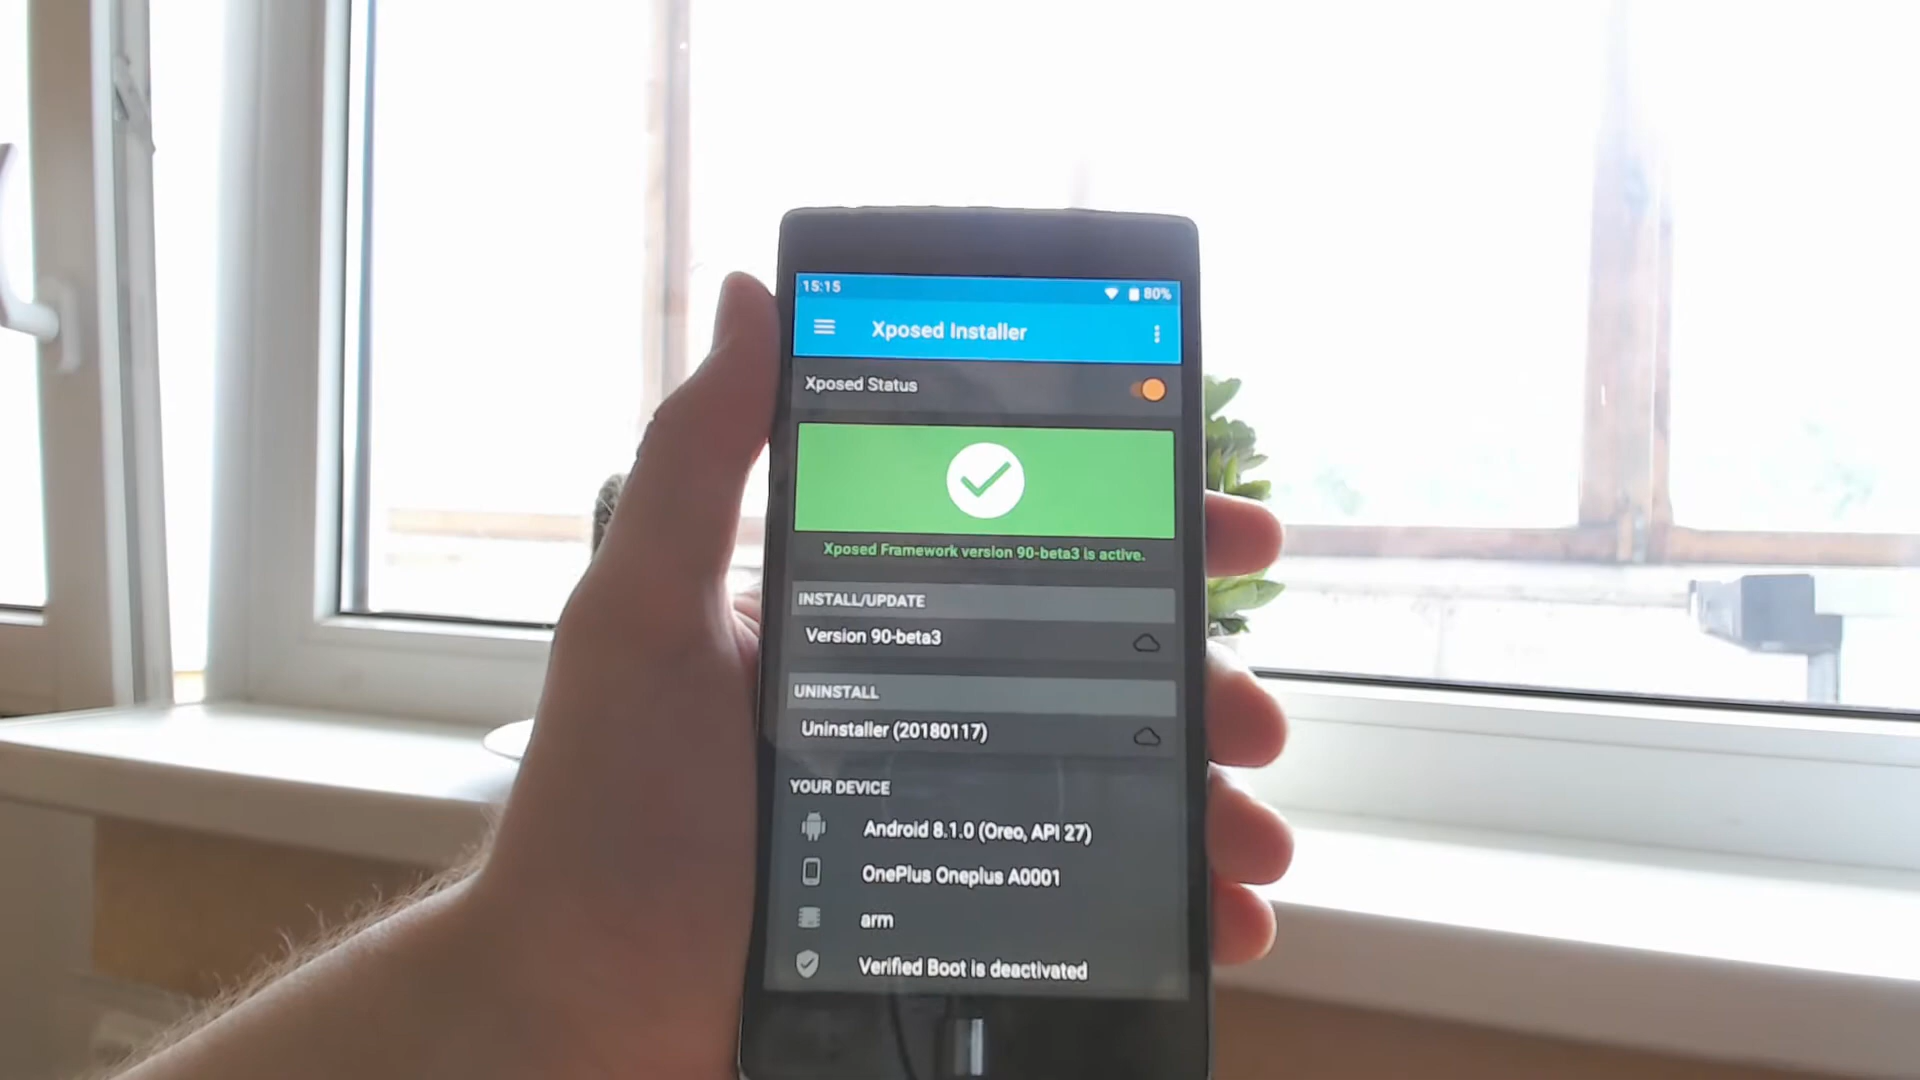 15:15 80%
Xposed Installer
Xposed Status
Xposed Framework version 90-beta3 is active.
INSTALL/UPDATE
Version 90-beta3
UNINSTALL
Uninstaller (20180117)
YOUR DEVICE
Android 8.1.0 (Oreo, API 27)
OnePlus Oneplus A0001
arm
Verified Boot is deactivated